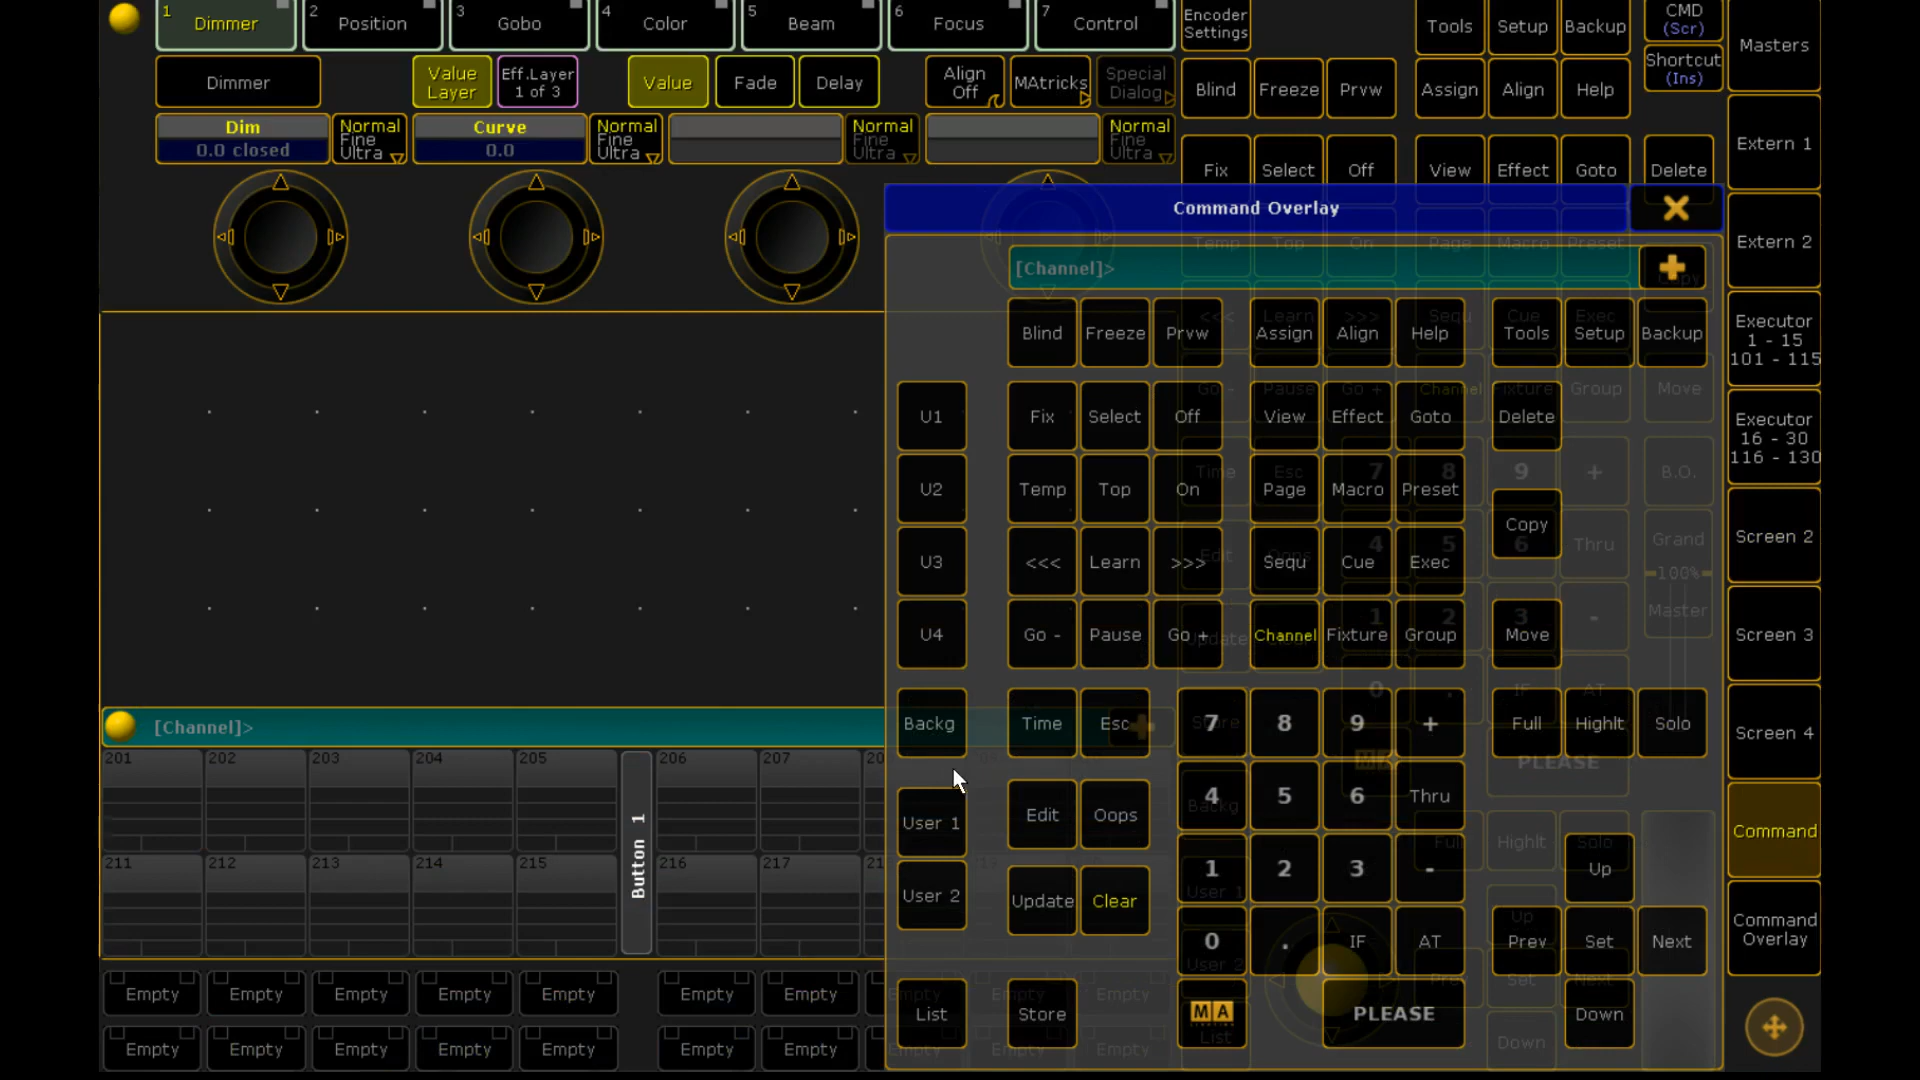 1 Dimmer
2 Position
3 Gobo
4 Color
5 Beam
6 Focus
7 Control
Encoder
Settings
Tools
Setup
Backup
CMD
(Scr)
Masters
Dimmer
Value
Layer
Eff.Layer
1 of 3
Value
Fade
Delay
Align
Off
MAtricks
Special
Dialog
Blind
Freeze
Prvw
Assign
Align
Help
Shortcut
(Ins)
Dim
0.0 closed
Normal
Fine
Ultra
Curve
0.0
Normal
Fine
Ultra
Normal
Fine
Ultra
Normal
Fine
Ultra
Extern 1
Fix
Select
Off
View
Effect
Goto
Delete
Command Overlay
Extern 2
[Channel]>
Blind
Freeze
Prvw
Assign
Align
Help
Tools
Setup
Backup
Executor
1 - 15
101 - 115
U1
Fix
Select
Off
View
Effect
Goto
Delete
Executor
16 - 30
116 - 130
U2
Temp
Top
On
Page
Macro
Preset
Copy
Screen 2
U3
<<<
Learn
>>>
Sequ
Cue
Exec
U4
Go -
Pause
Go +
Channel
Fixture
Group
Move
Screen 3
[Channel]>
Backg
Time
Esc
7
8
9
+
Full
Highlt
Solo
Screen 4
201
202
203
204
205
206
207
Button 1
User 1
Edit
Oops
4
5
6
Thru
Command
211
212
213
214
215
216
217
User 2
Update
Clear
1
2
3
-
Up
0
.
IF
AT
Prev
Set
Next
Command
Overlay
Empty
Empty
Empty
Empty
Empty
Empty
Empty
List
Store
MA
PLEASE
Down
Empty
Empty
Empty
Empty
Empty
Empty
Empty